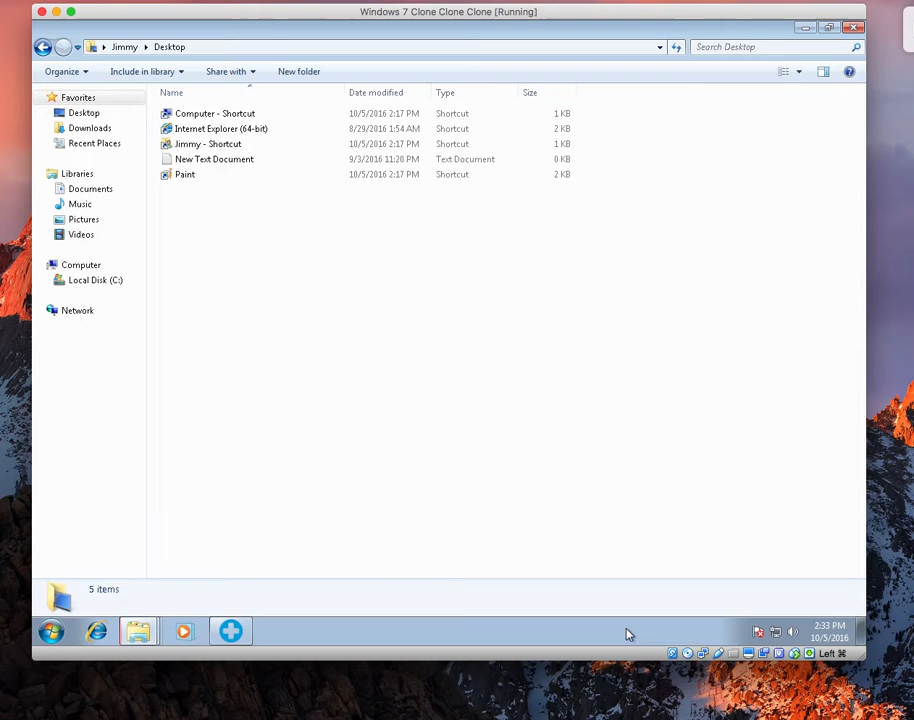 Windows 7 Clone Clone Clone [Running]
Jimmy Desktop
Search Desktop
Organize Include in library Share with New folder
Name Date modified Type Size
Favorites
Desktop
Downloads
Recent Places
Libraries
Documents
Music
Pictures
Videos
Computer
Local Disk (C:)
Network
Computer - Shortcut 10/5/2016 2:17 PM Shortcut 1 KB
Internet Explorer (64-bit) 8/29/2016 1:54 AM Shortcut 2 KB
Jimmy - Shortcut 10/5/2016 2:17 PM Shortcut 1 KB
New Text Document 9/3/2016 11:20 PM Text Document 0 KB
Paint 10/5/2016 2:17 PM Shortcut 2 KB
5 items
2:33 PM
10/5/2016
Left ⌘